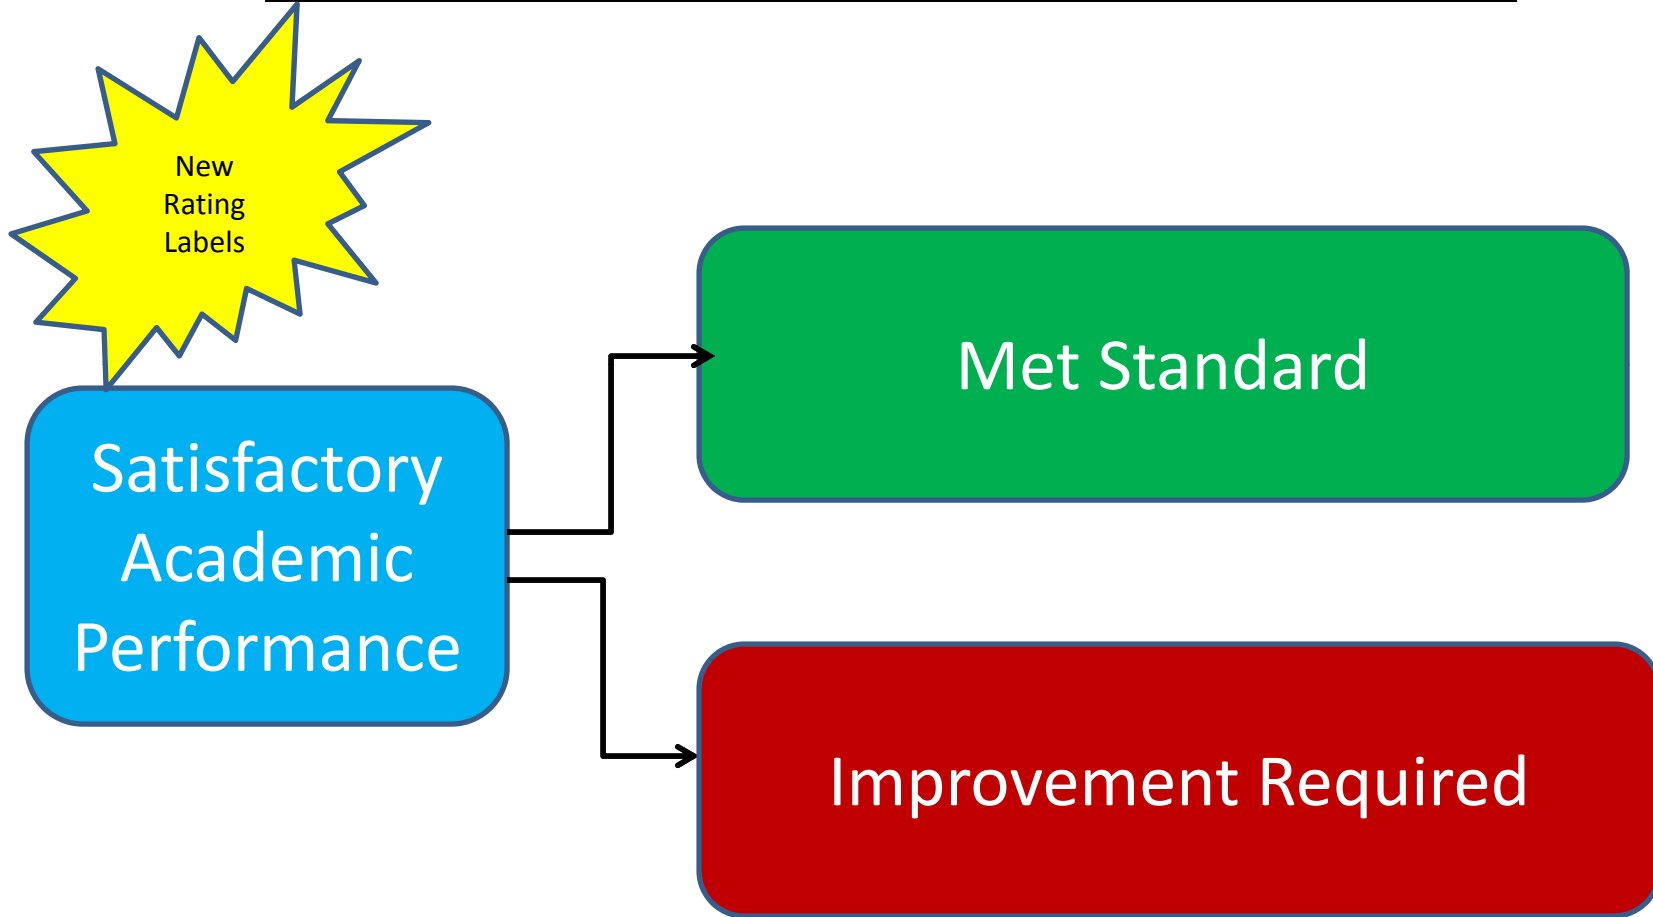 New
Rating
Labels
Met Standard
Satisfactory
Academic
Performance
Improvement Required